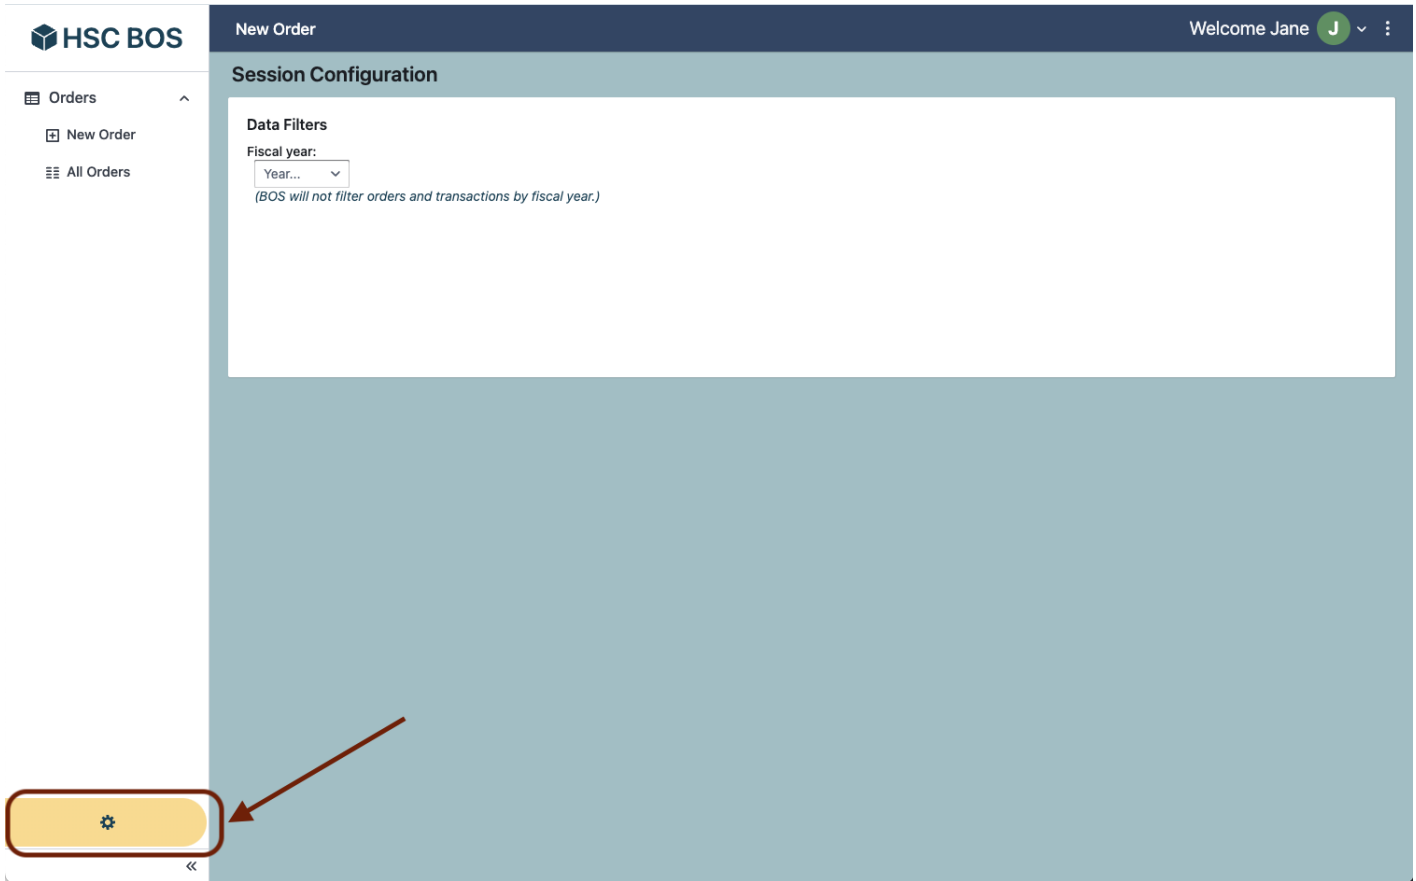 HSC BOS
Orders
New Order
All Orders
New Order
Welcome Jane J
Session Configuration
Data Filters
Fiscal year:
Year...
(BOS will not filter orders and transactions by fiscal year.)